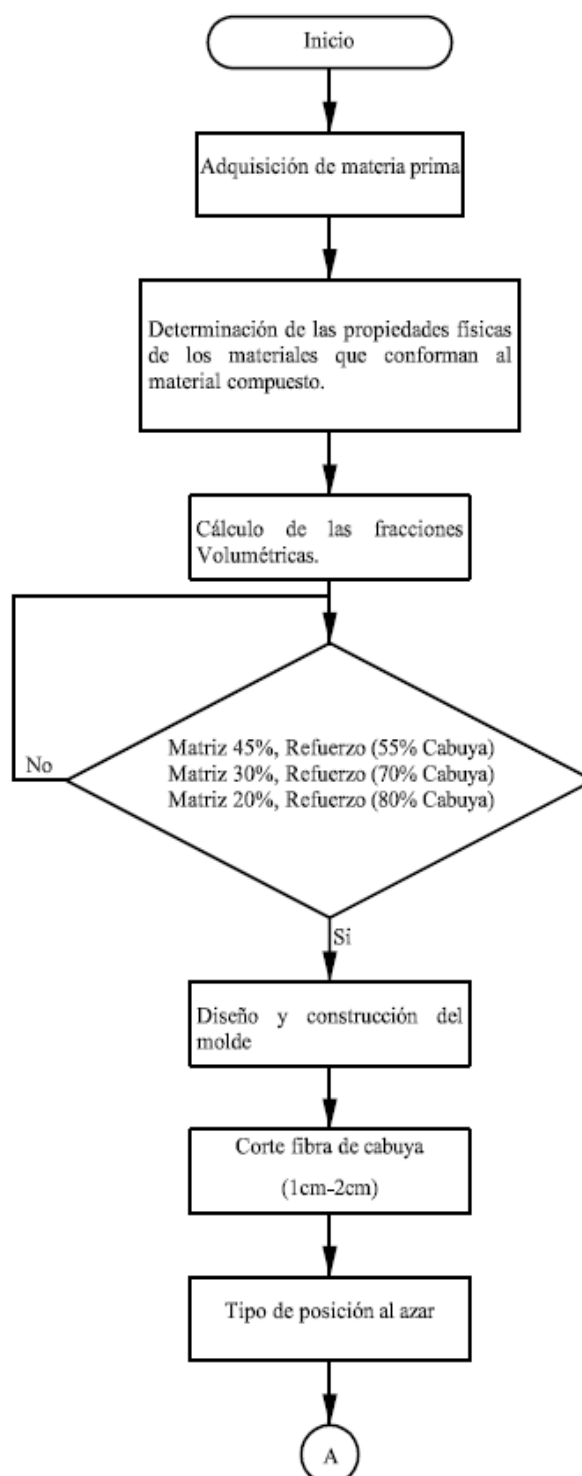 Inicio
Adquisición de materia prima
Determinación de las propiedades físicas
de los materiales que conforman al
material compuesto.
Cálculo de las fracciones
Volumétricas.
Matriz 45%, Refuerzo (55% Cabuya)
Matriz 30%, Refuerzo (70% Cabuya)
Matriz 20%, Refuerzo (80% Cabuya)
No
Si
Diseño y construcción del
molde
Corte fibra de cabuya
(1cm-2cm)
Tipo de posición al azar
A